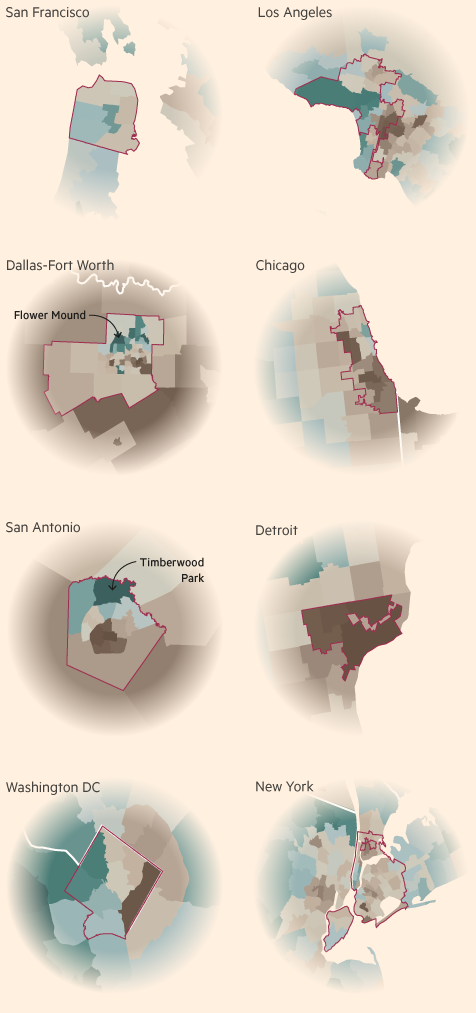 San Francisco
Los Angeles
Dallas-Fort Worth
Chicago
Flower Mound
San Antonio
Detroit
Timberwood
Park
Washington DC
New York